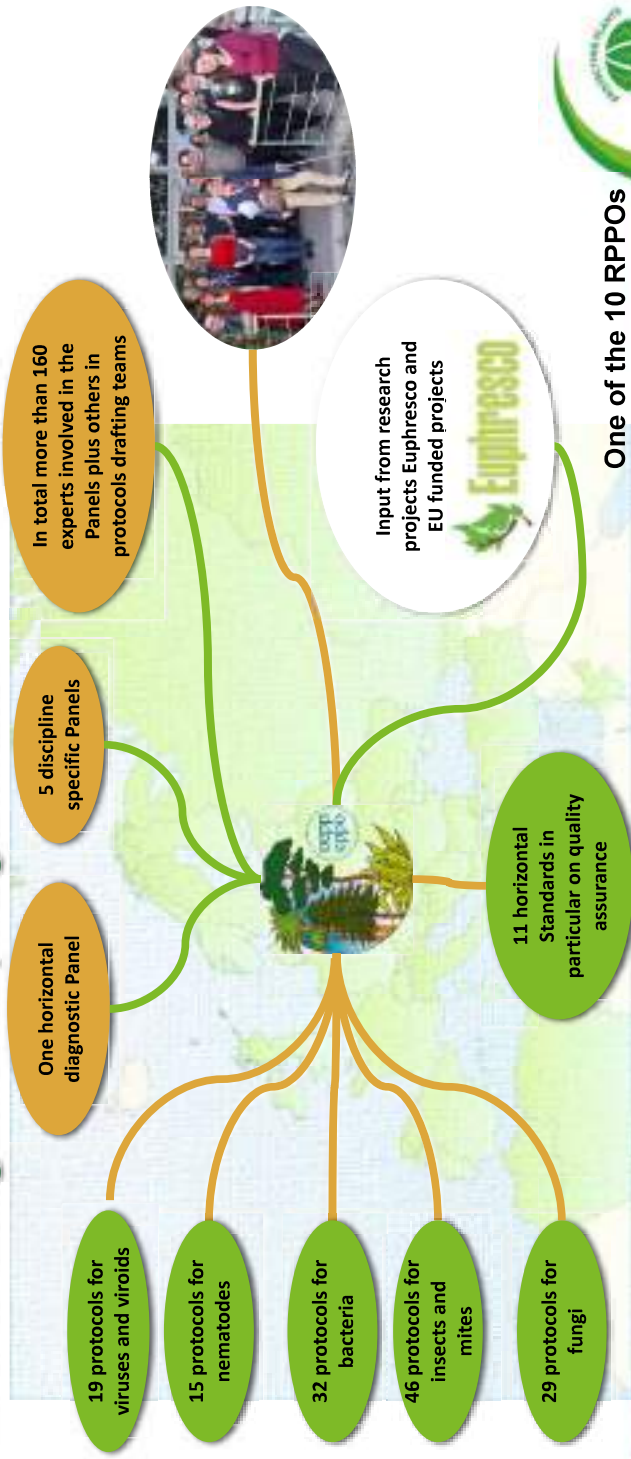 One horizontal
diagnostic Panel
5 discipline
specific Panels
In total more than 160
experts involved in the
Panels plus others in
protocols drafting teams
19 protocols for
viruses and viroids
15 protocols for
nematodes
32 protocols for
bacteria
46 protocols for
insects and
mites
29 protocols for
fungi
11 horizontal
Standards in
particular on quality
assurance
Input from research
projects Euphresco and
EU funded projects
Euphresco
One of the 10 RPPOs